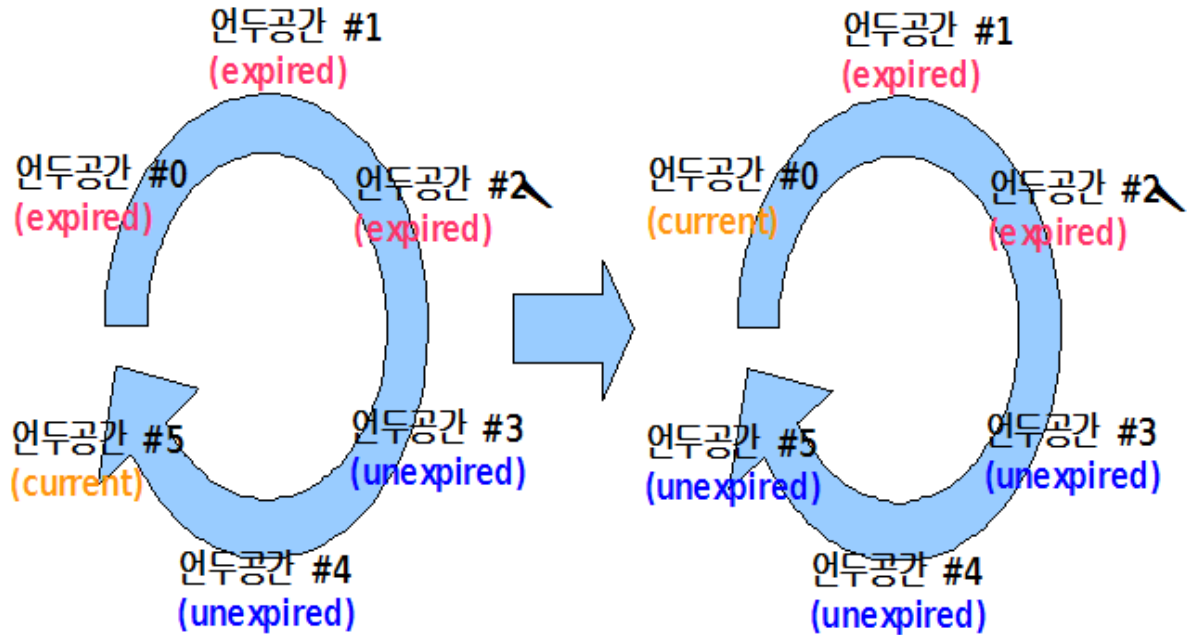 언두공간 #1
(expired)
언두공간 #0
(expired)
언두공간 #2
(expired)
언두공간 #3
(unexpired)
언두공간 #5
(current)
언두공간 #4
(unexpired)
언두공간 #1
(expired)
언두공간 #0
(current)
언두공간 #2
(expired)
언두공간 #3
(unexpired)
언두공간 #5
(unexpired)
언두공간 #4
(unexpired)